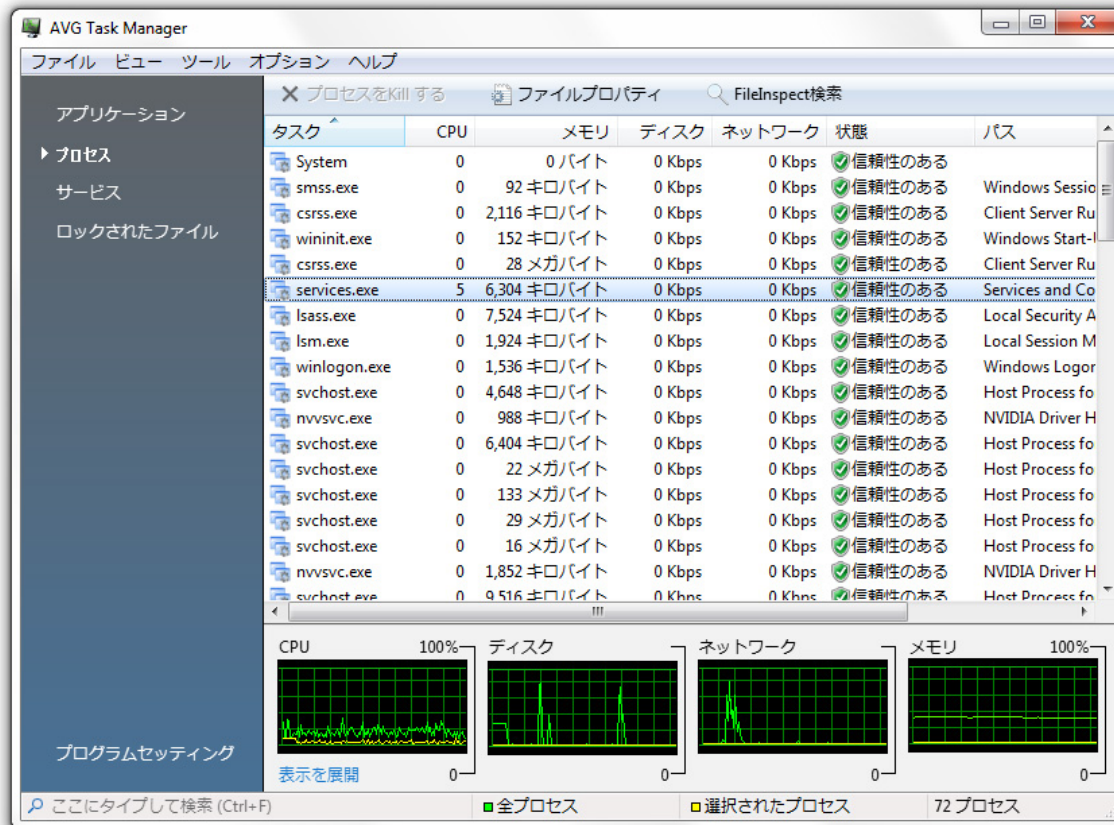 AVG Task Manager
ファイル ビュー ツール オプション ヘルプ
アプリケーション
プロセス
サービス
ロックされたファイル
プログラムセッティング
プロセスをKill する ファイルプロパティ FileInspect検索
タスク CPU メモリ ディスク ネットワーク 状態 パス
System 0 0 バイト 0 Kbps 0 Kbps 信頼性のある
smss.exe 0 92 キロバイト 0 Kbps 0 Kbps 信頼性のある Windows Sessio
csrss.exe 0 2,116 キロバイト 0 Kbps 0 Kbps 信頼性のある Client Server Ru
wininit.exe 0 152 キロバイト 0 Kbps 0 Kbps 信頼性のある Windows Start-
csrss.exe 0 28 メガバイト 0 Kbps 0 Kbps 信頼性のある Client Server Ru
services.exe 5 6,304 キロバイト 0 Kbps 0 Kbps 信頼性のある Services and Co
lsass.exe 0 7,524 キロバイト 0 Kbps 0 Kbps 信頼性のある Local Security A
lsm.exe 0 1,924 キロバイト 0 Kbps 0 Kbps 信頼性のある Local Session M
winlogon.exe 0 1,536 キロバイト 0 Kbps 0 Kbps 信頼性のある Windows Logor
svchost.exe 0 4,648 キロバイト 0 Kbps 0 Kbps 信頼性のある Host Process fo
nvvsvc.exe 0 988 キロバイト 0 Kbps 0 Kbps 信頼性のある NVIDIA Driver H
svchost.exe 0 6,404 キロバイト 0 Kbps 0 Kbps 信頼性のある Host Process fo
svchost.exe 0 22 メガバイト 0 Kbps 0 Kbps 信頼性のある Host Process fo
svchost.exe 0 133 メガバイト 0 Kbps 0 Kbps 信頼性のある Host Process fo
svchost.exe 0 29 メガバイト 0 Kbps 0 Kbps 信頼性のある Host Process fo
svchost.exe 0 16 メガバイト 0 Kbps 0 Kbps 信頼性のある Host Process fo
nvvsvc.exe 0 1,852 キロバイト 0 Kbps 0 Kbps 信頼性のある NVIDIA Driver H
svchost.exe 0 9,516 キロバイト 0 Kbps 0 Kbps 信頼性のある Host Process fo
CPU 100% ディスク ネットワーク メモリ 100%
表示を展開 0 0 0 0
ここにタイプして検索 (Ctrl+F) 全プロセス 選択されたプロセス 72 プロセス